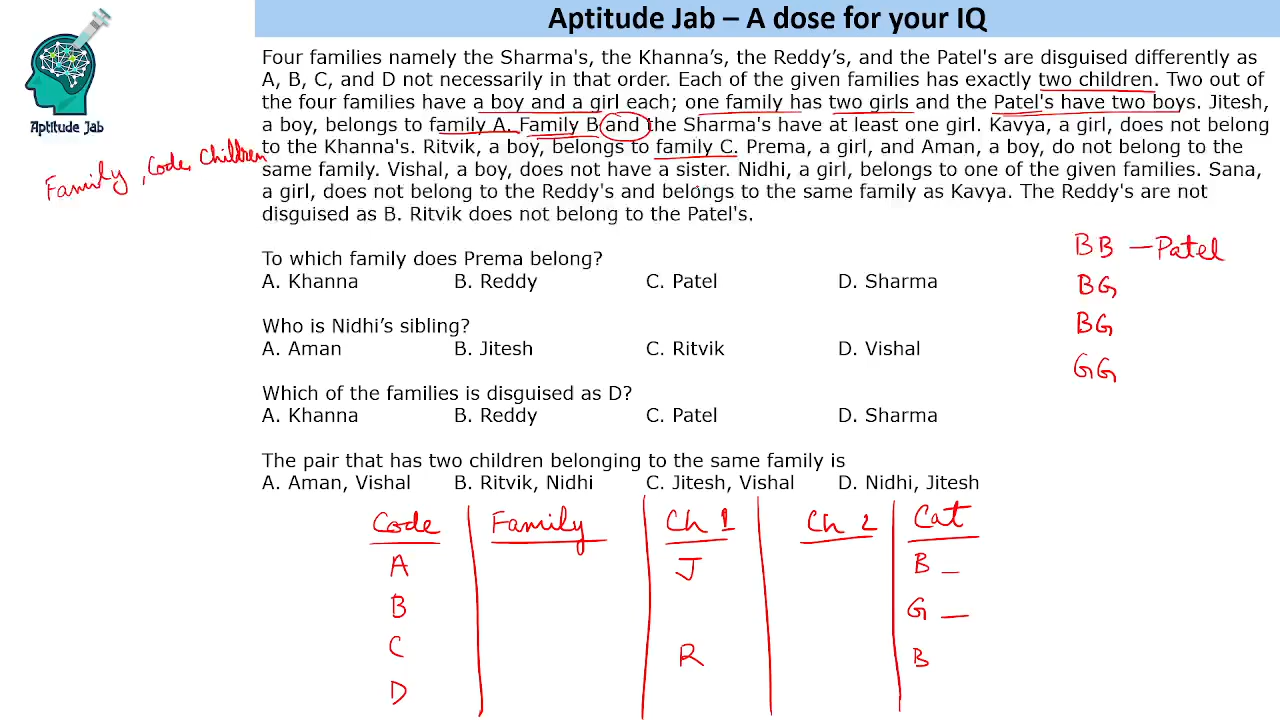 Aptitude Jab – A dose for your IQ
Four families namely the Sharma's, the Khanna’s, the Reddy’s, and the Patel's are disguised differently as
A, B, C, and D not necessarily in that order. Each of the given families has exactly two children. Two out of
the four families have a boy and a girl each; one family has two girls and the Patel's have two boys. Jitesh,
a boy, belongs to family A. Family B and the Sharma's have at least one girl. Kavya, a girl, does not belong
to the Khanna's. Ritvik, a boy, belongs to family C. Prema, a girl, and Aman, a boy, do not belong to the
same family. Vishal, a boy, does not have a sister. Nidhi, a girl, belongs to one of the given families. Sana,
a girl, does not belong to the Reddy's and belongs to the same family as Kavya. The Reddy's are not
disguised as B. Ritvik does not belong to the Patel's.
Aptitude Jab
Family, Code, Children
BB – Patel
BG
BG
GG
To which family does Prema belong?
A. Khanna B. Reddy C. Patel D. Sharma
Who is Nidhi’s sibling?
A. Aman B. Jitesh C. Ritvik D. Vishal
Which of the families is disguised as D?
A. Khanna B. Reddy C. Patel D. Sharma
The pair that has two children belonging to the same family is
A. Aman, Vishal B. Ritvik, Nidhi C. Jitesh, Vishal D. Nidhi, Jitesh
Code Family Ch 1 Ch 2 Cat
A J B _
B G _
C R B
D